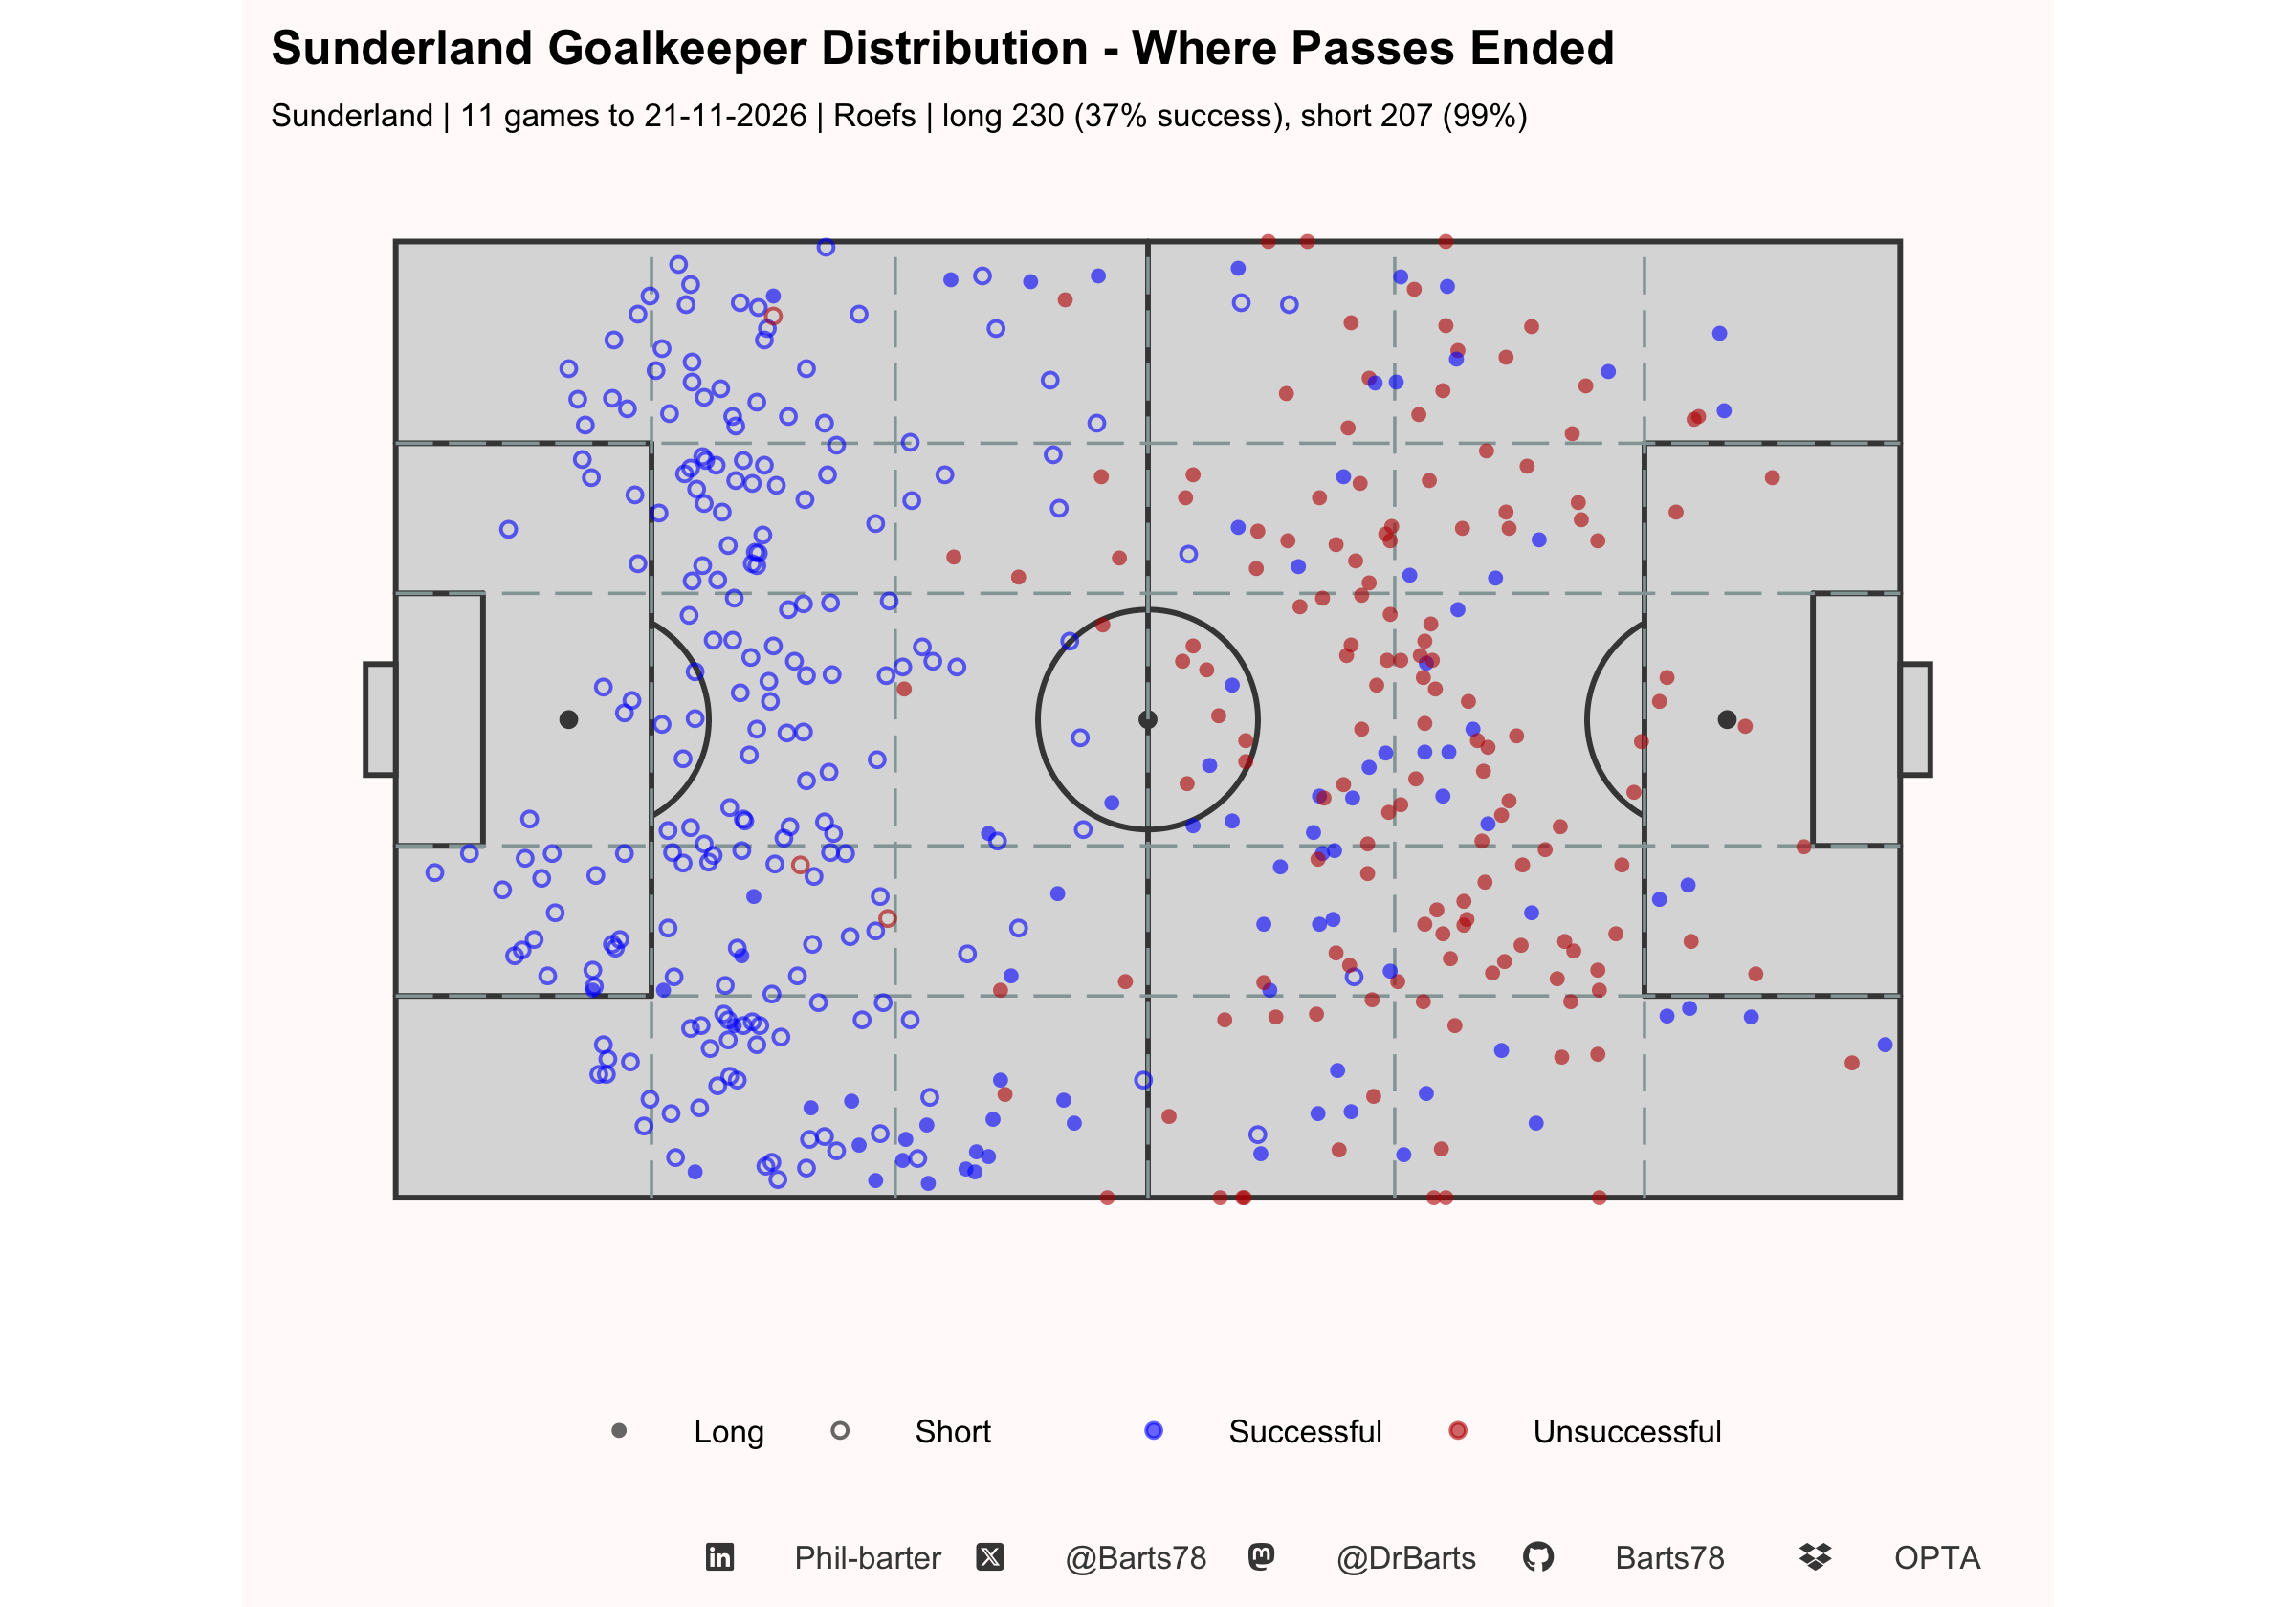 Sunderland Goalkeeper Distribution - Where Passes Ended
Sunderland | 11 games to 21-11-2026 | Roefs | long 230 (37% success), short 207 (99%)
Long Short Successful Unsuccessful
Phil-barter @Barts78 @DrBarts Barts78 OPTA